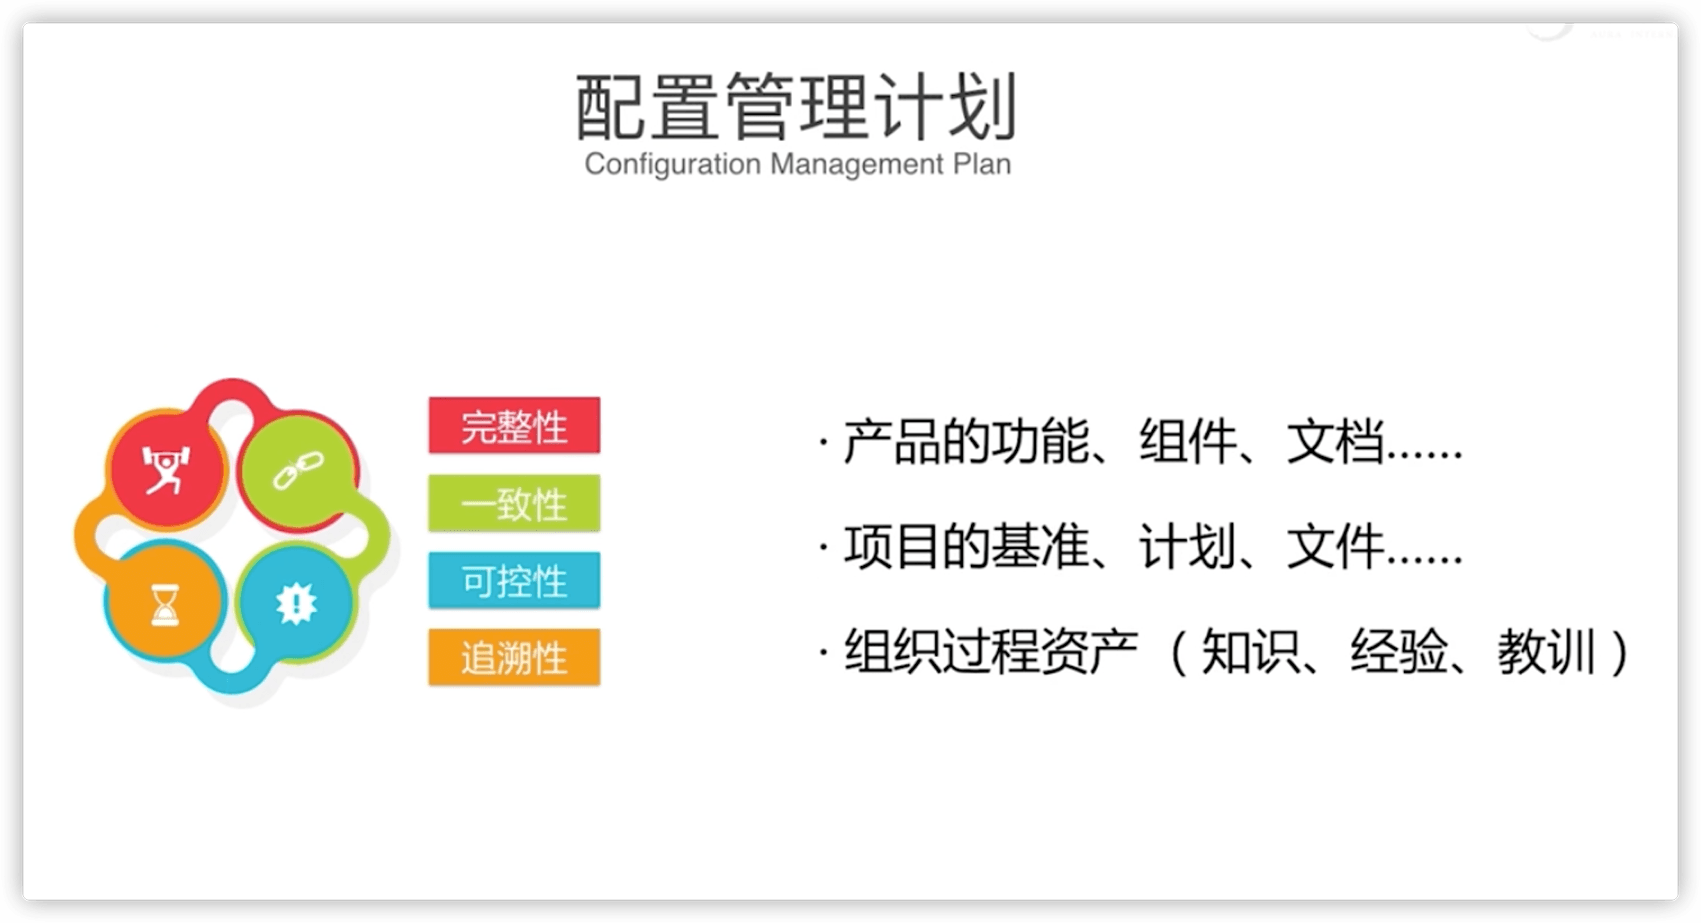 配置管理计划
Configuration Management Plan
完整性
一致性
可控性
追溯性
· 产品的功能、组件、文档......
· 项目的基准、计划、文件......
· 组织过程资产（知识、经验、教训）